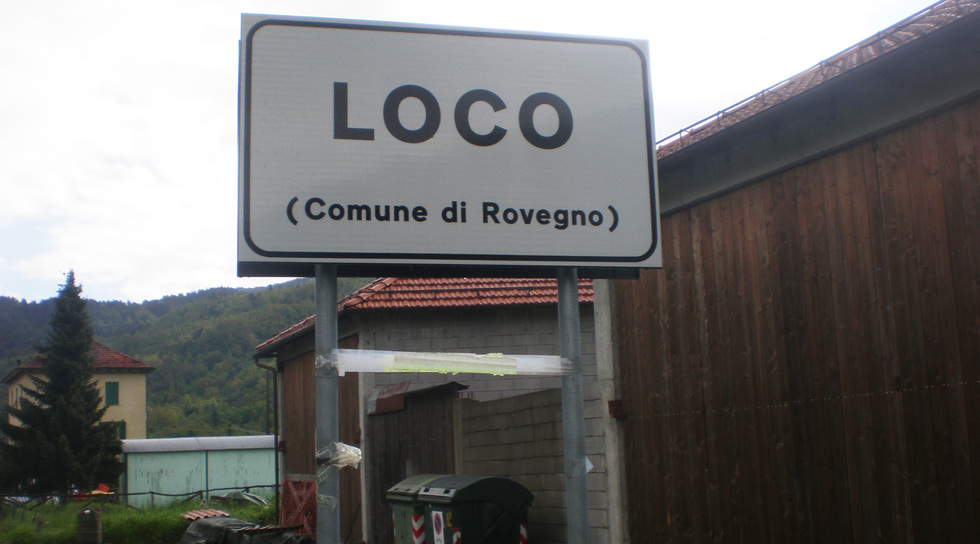 LOCO
(Comune di Rovegno)